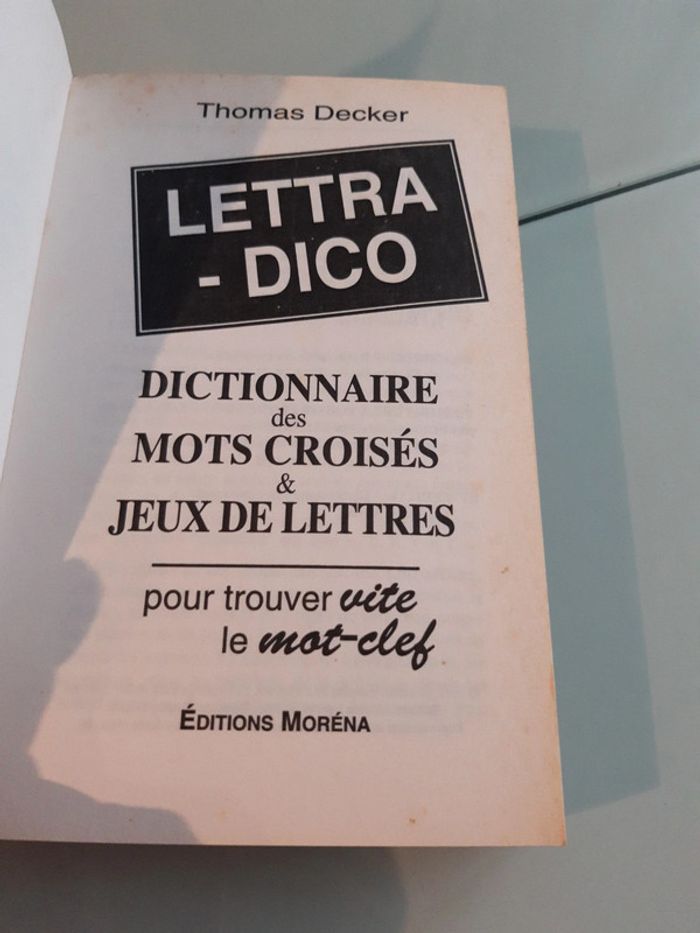 Thomas Decker
LETTRA
- DICO
DICTIONNAIRE
des
MOTS CROISÉS
&
JEUX DE LETTRES
pour trouver vite
le mot-clef
ÉDITIONS MORÉNA